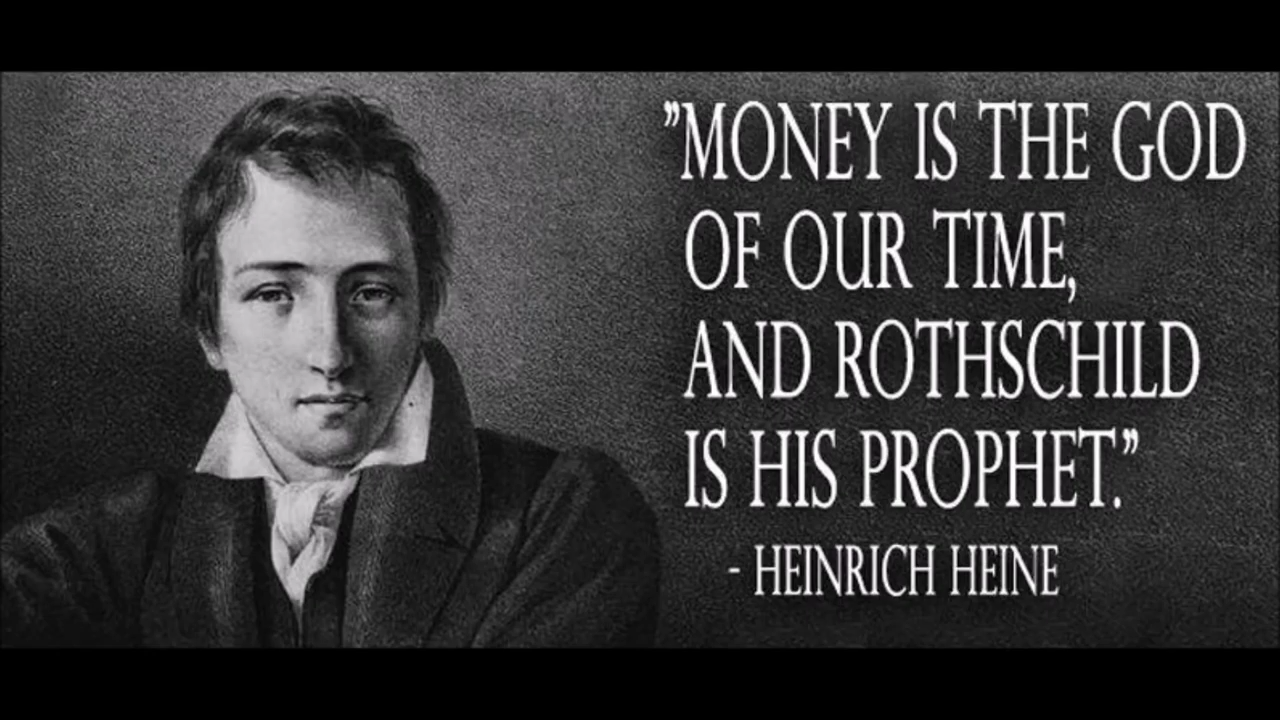 ”MONEY IS THE GOD
OF OUR TIME,
AND ROTHSCHILD
IS HIS PROPHET.”
- HEINRICH HEINE